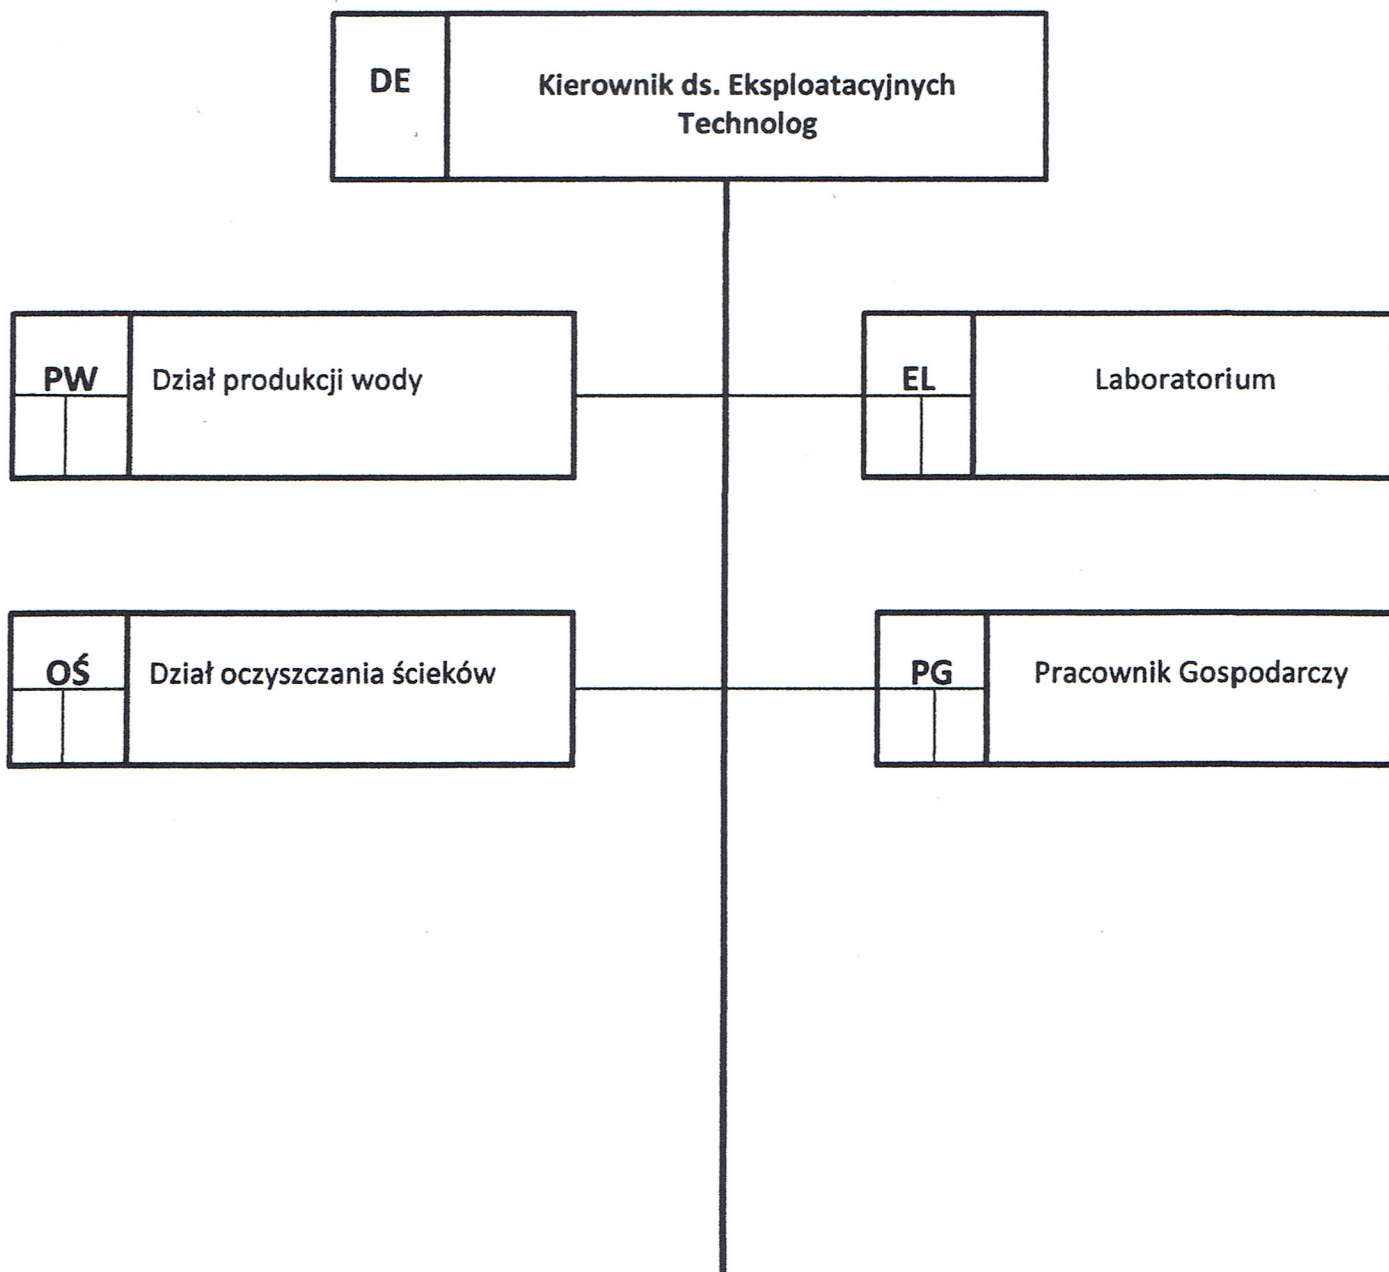 DE
Kierownik ds. Eksploatacyjnych
Technolog
PW
Dział produkcji wody
EL
Laboratorium
OŚ
Dział oczyszczania ścieków
PG
Pracownik Gospodarczy